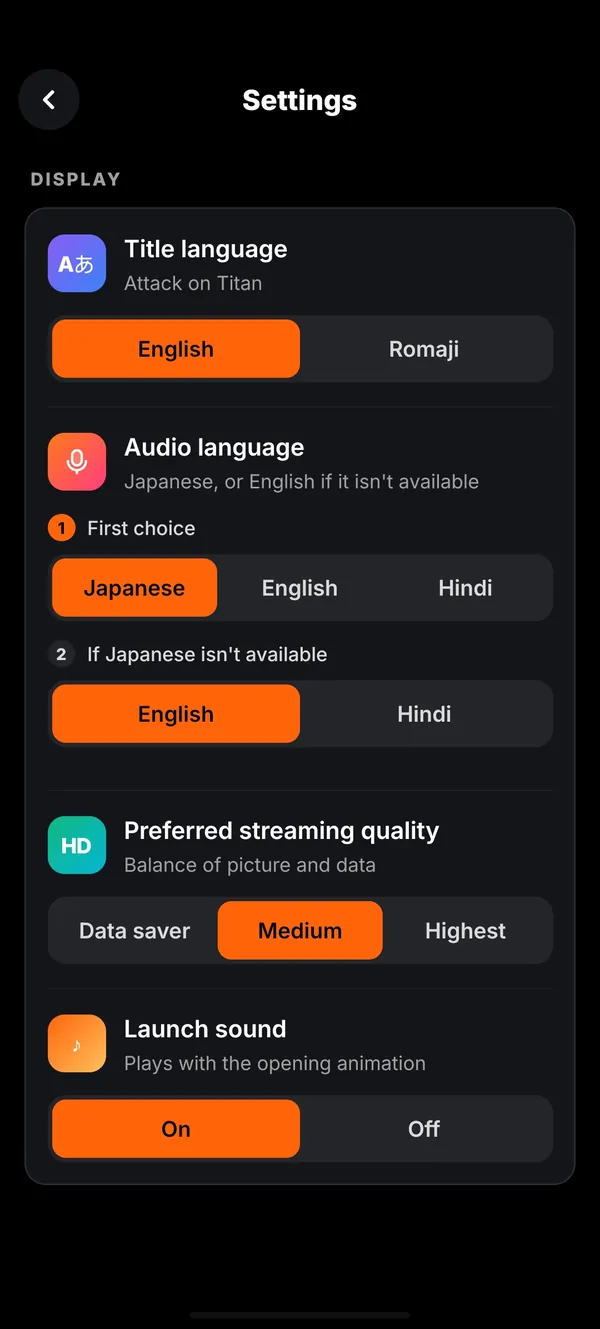 Settings
DISPLAY
Aあ
Title language
Attack on Titan
English
Romaji
Audio language
Japanese, or English if it isn't available
1 First choice
Japanese
English
Hindi
2 If Japanese isn't available
English
Hindi
HD
Preferred streaming quality
Balance of picture and data
Data saver
Medium
Highest
♪
Launch sound
Plays with the opening animation
On
Off